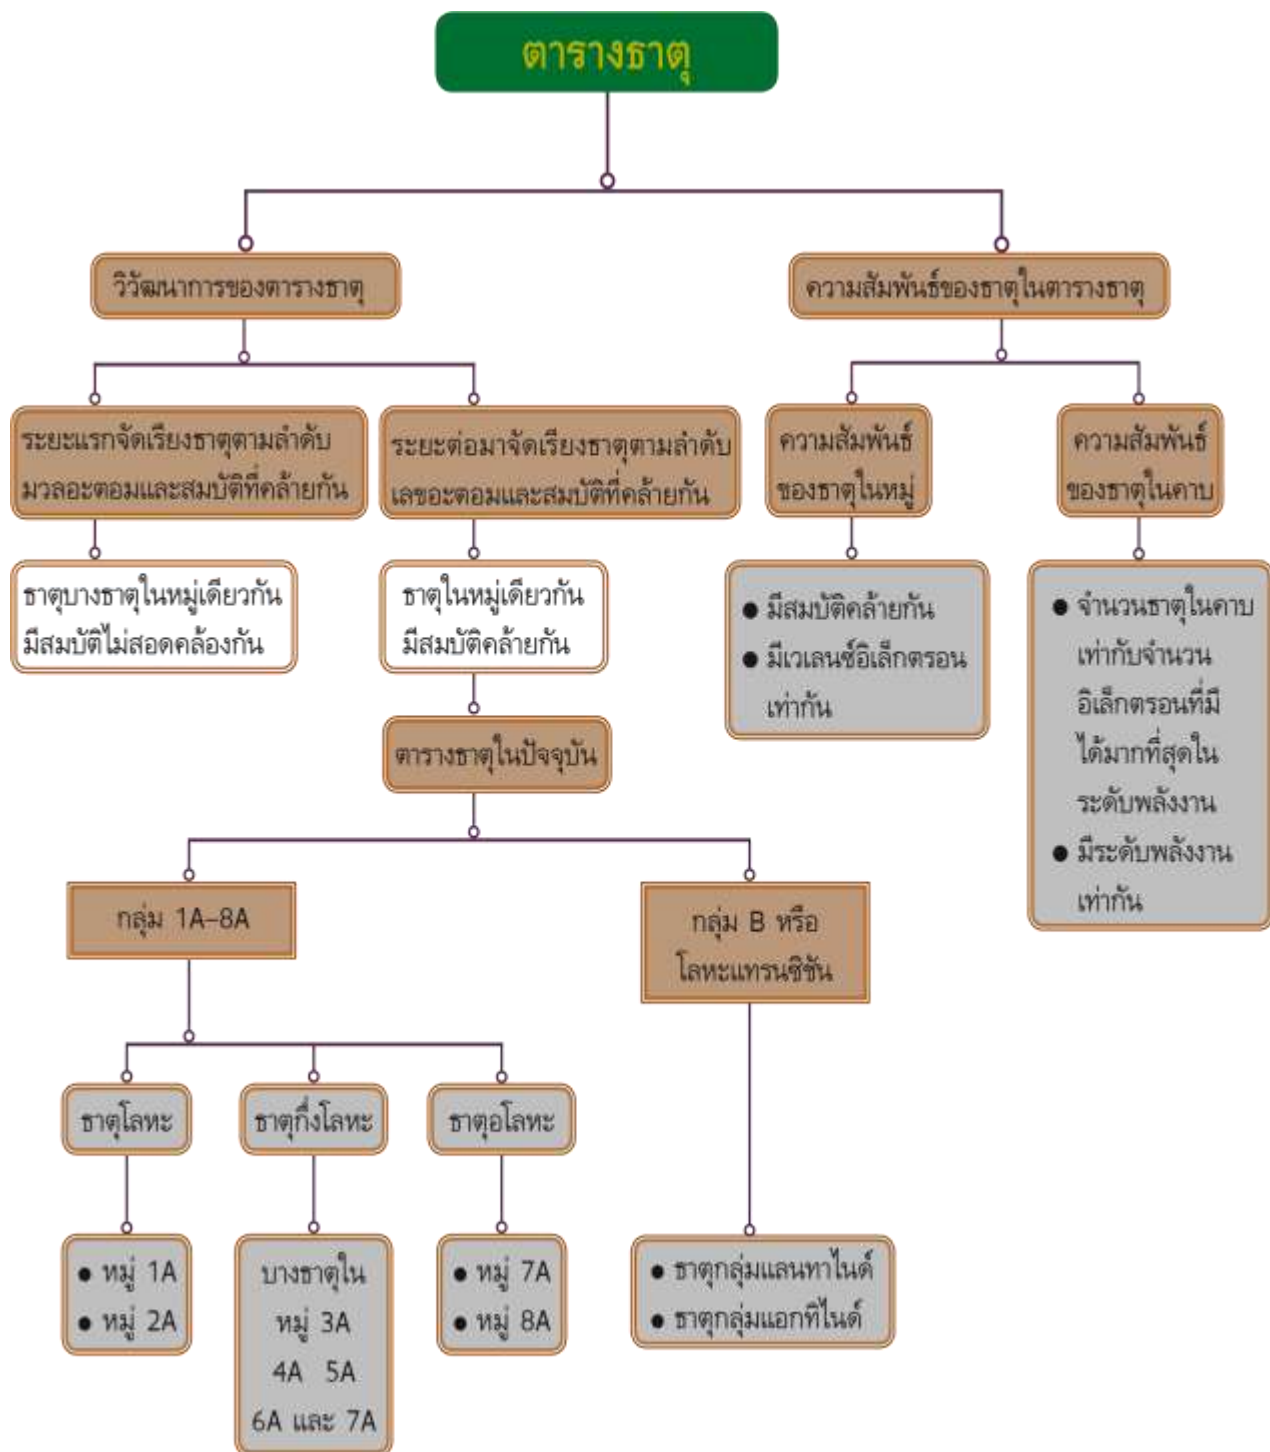 ตารางธาตุ
วิวัฒนาการของตารางธาตุ
ความสัมพันธ์ของธาตุในตารางธาตุ
ระยะแรกจัดเรียงธาตุตามลำดับ
มวลอะตอมและสมบัติที่คล้ายกัน
ระยะต่อมาจัดเรียงธาตุตามลำดับ
เลขอะตอมและสมบัติที่คล้ายกัน
ความสัมพันธ์
ของธาตุในหมู่
ความสัมพันธ์
ของธาตุในคาบ
ธาตุบางธาตุในหมู่เดียวกัน
มีสมบัติไม่สอดคล้องกัน
ธาตุในหมู่เดียวกัน
มีสมบัติคล้ายกัน
● มีสมบัติคล้ายกัน
● มีเวเลนซ์อิเล็กตรอน
เท่ากัน
● จำนวนธาตุในคาบ
เท่ากับจำนวน
อิเล็กตรอนที่มี
ได้มากที่สุดใน
ระดับพลังงาน
● มีระดับพลังงาน
เท่ากัน
ตารางธาตุในปัจจุบัน
กลุ่ม 1A–8A
กลุ่ม B หรือ
โลหะแทรนซิชัน
ธาตุโลหะ
ธาตุกึ่งโลหะ
ธาตุอโลหะ
● หมู่ 1A
● หมู่ 2A
บางธาตุใน
หมู่ 3A
4A 5A
6A และ 7A
● หมู่ 7A
● หมู่ 8A
● ธาตุกลุ่มแลนทาไนด์
● ธาตุกลุ่มแอกทิไนด์